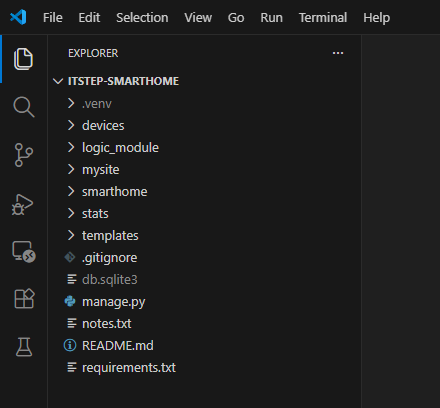 File Edit Selection View Go Run Terminal Help
EXPLORER ...
ITSTEP-SMARTHOME
.venv
devices
logic_module
mysite
smarthome
stats
templates
.gitignore
db.sqlite3
manage.py
notes.txt
README.md
requirements.txt